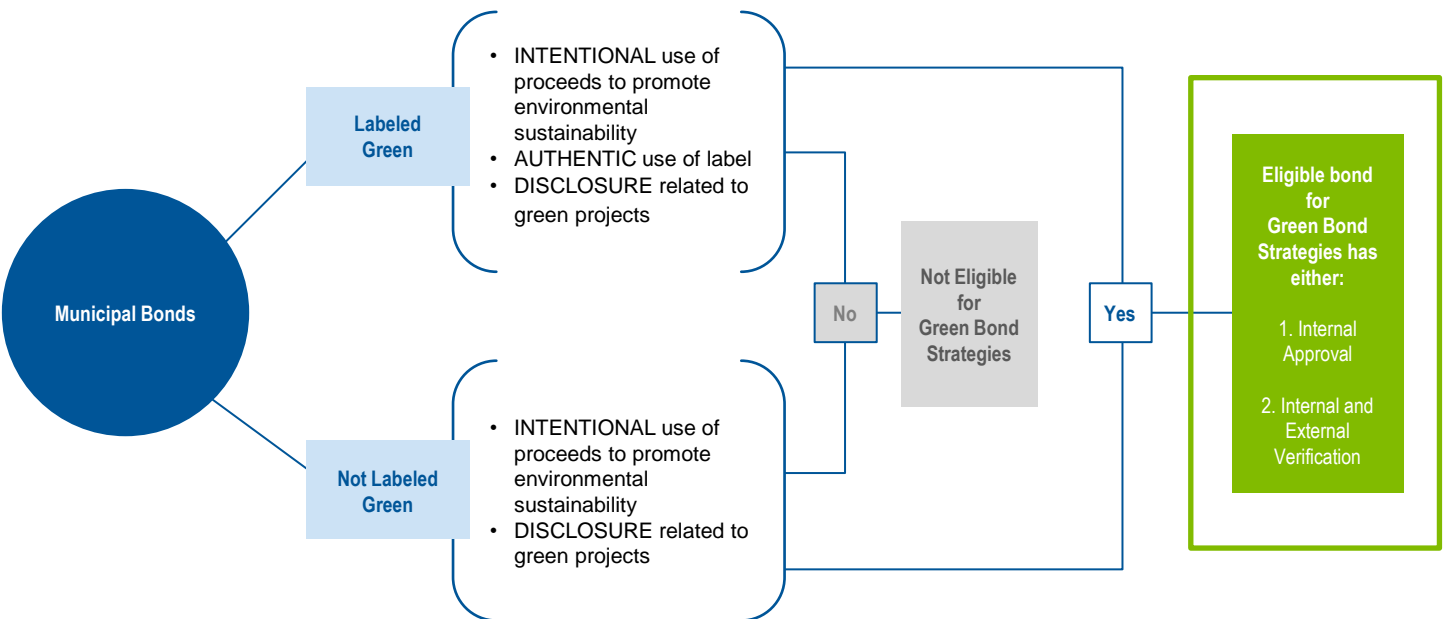 Municipal Bonds
Labeled
Green
• INTENTIONAL use of
proceeds to promote
environmental
sustainability
• AUTHENTIC use of label
• DISCLOSURE related to
green projects
Not Labeled
Green
• INTENTIONAL use of
proceeds to promote
environmental
sustainability
• DISCLOSURE related to
green projects
No
Not Eligible
for
Green Bond
Strategies
Yes
Eligible bond
for
Green Bond
Strategies has
either:
1. Internal
Approval
2. Internal and
External
Verification